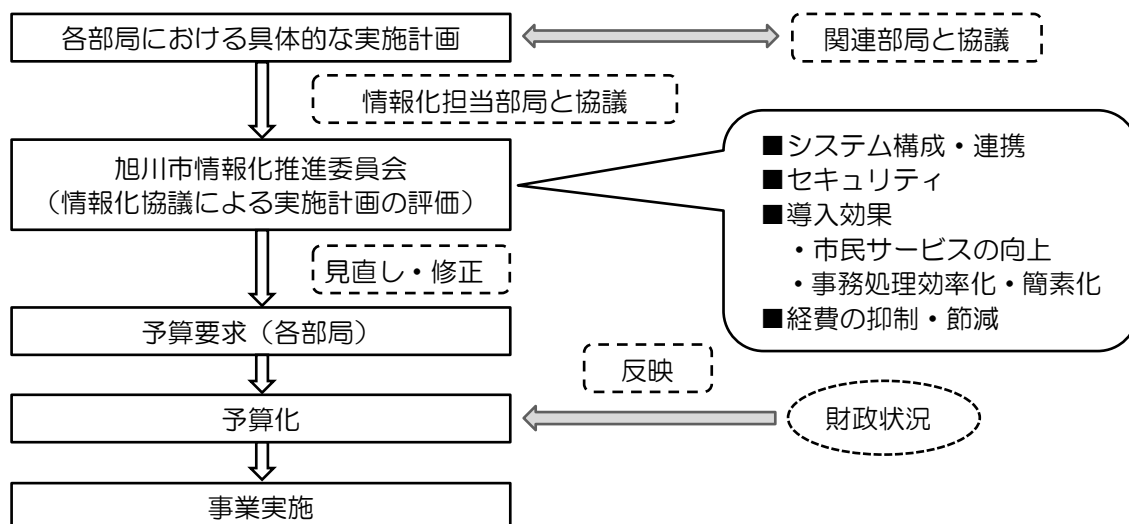 各部局における具体的な実施計画
関連部局と協議
情報化担当部局と協議
旭川市情報化推進委員会
（情報化協議による実施計画の評価）
■システム構成・連携
■セキュリティ
■導入効果
・市民サービスの向上
・事務処理効率化・簡素化
■経費の抑制・節減
見直し・修正
予算要求（各部局）
反映
予算化
財政状況
事業実施